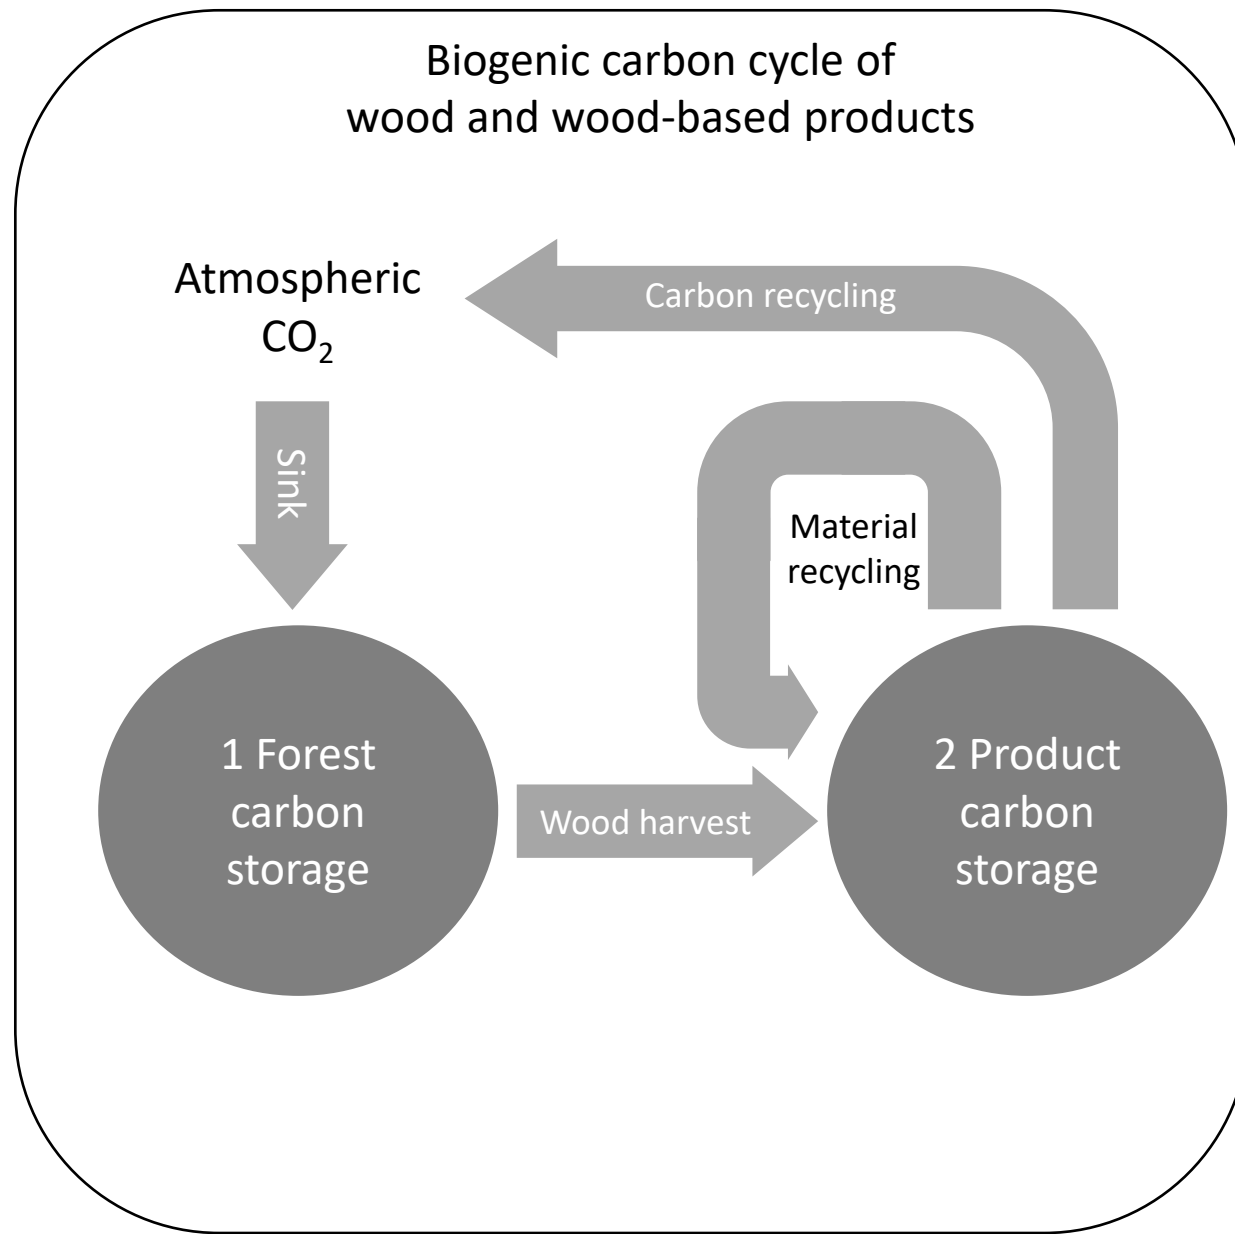 Biogenic carbon cycle of
wood and wood-based products
Atmospheric
CO₂
Carbon recycling
Sink
Material
recycling
1 Forest
carbon
storage
Wood harvest
2 Product
carbon
storage